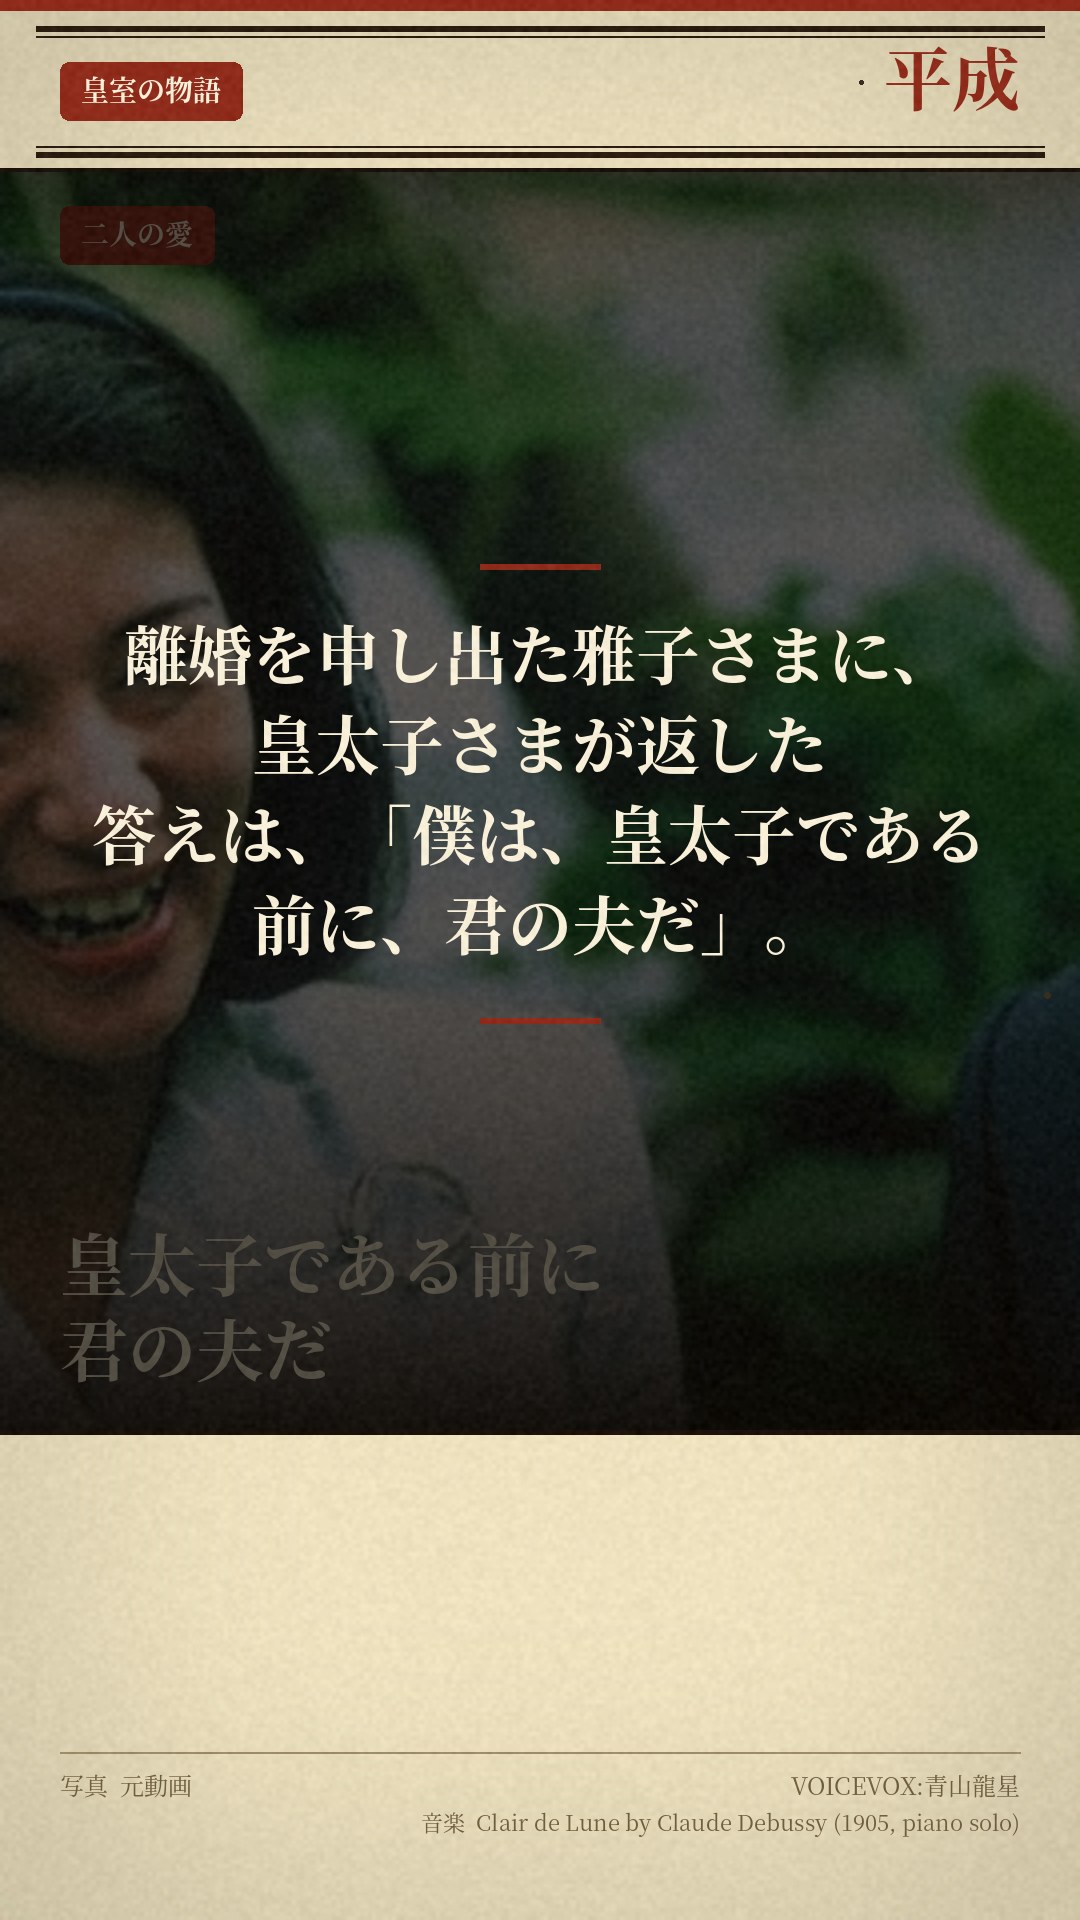 皇室の物語
・平成
二人の愛
離婚を申し出た雅子さまに、
皇太子さまが返した
答えは、「僕は、皇太子である
前に、君の夫だ」。
皇太子である前に
君の夫だ
写真 元動画
VOICEVOX:青山龍星
音楽 Clair de Lune by Claude Debussy (1905, piano solo)